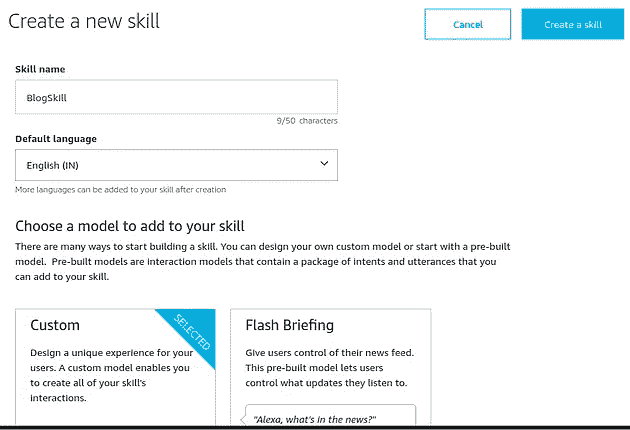 Create a new skill
Cancel
Create a skill
Skill name
BlogSkill
9/50 characters
Default language
English (IN)
More languages can be added to your skill after creation
Choose a model to add to your skill
There are many ways to start building a skill. You can design your own custom model or start with a pre-built
model. Pre-built models are interaction models that contain a package of intents and utterances that you
can add to your skill.
Custom
SELECTED
Design a unique experience for your
users. A custom model enables you
to create all of your skill's
interactions.
Flash Briefing
Give users control of their news feed.
This pre-built model lets users
control what updates they listen to.
"Alexa, what's in the news?"